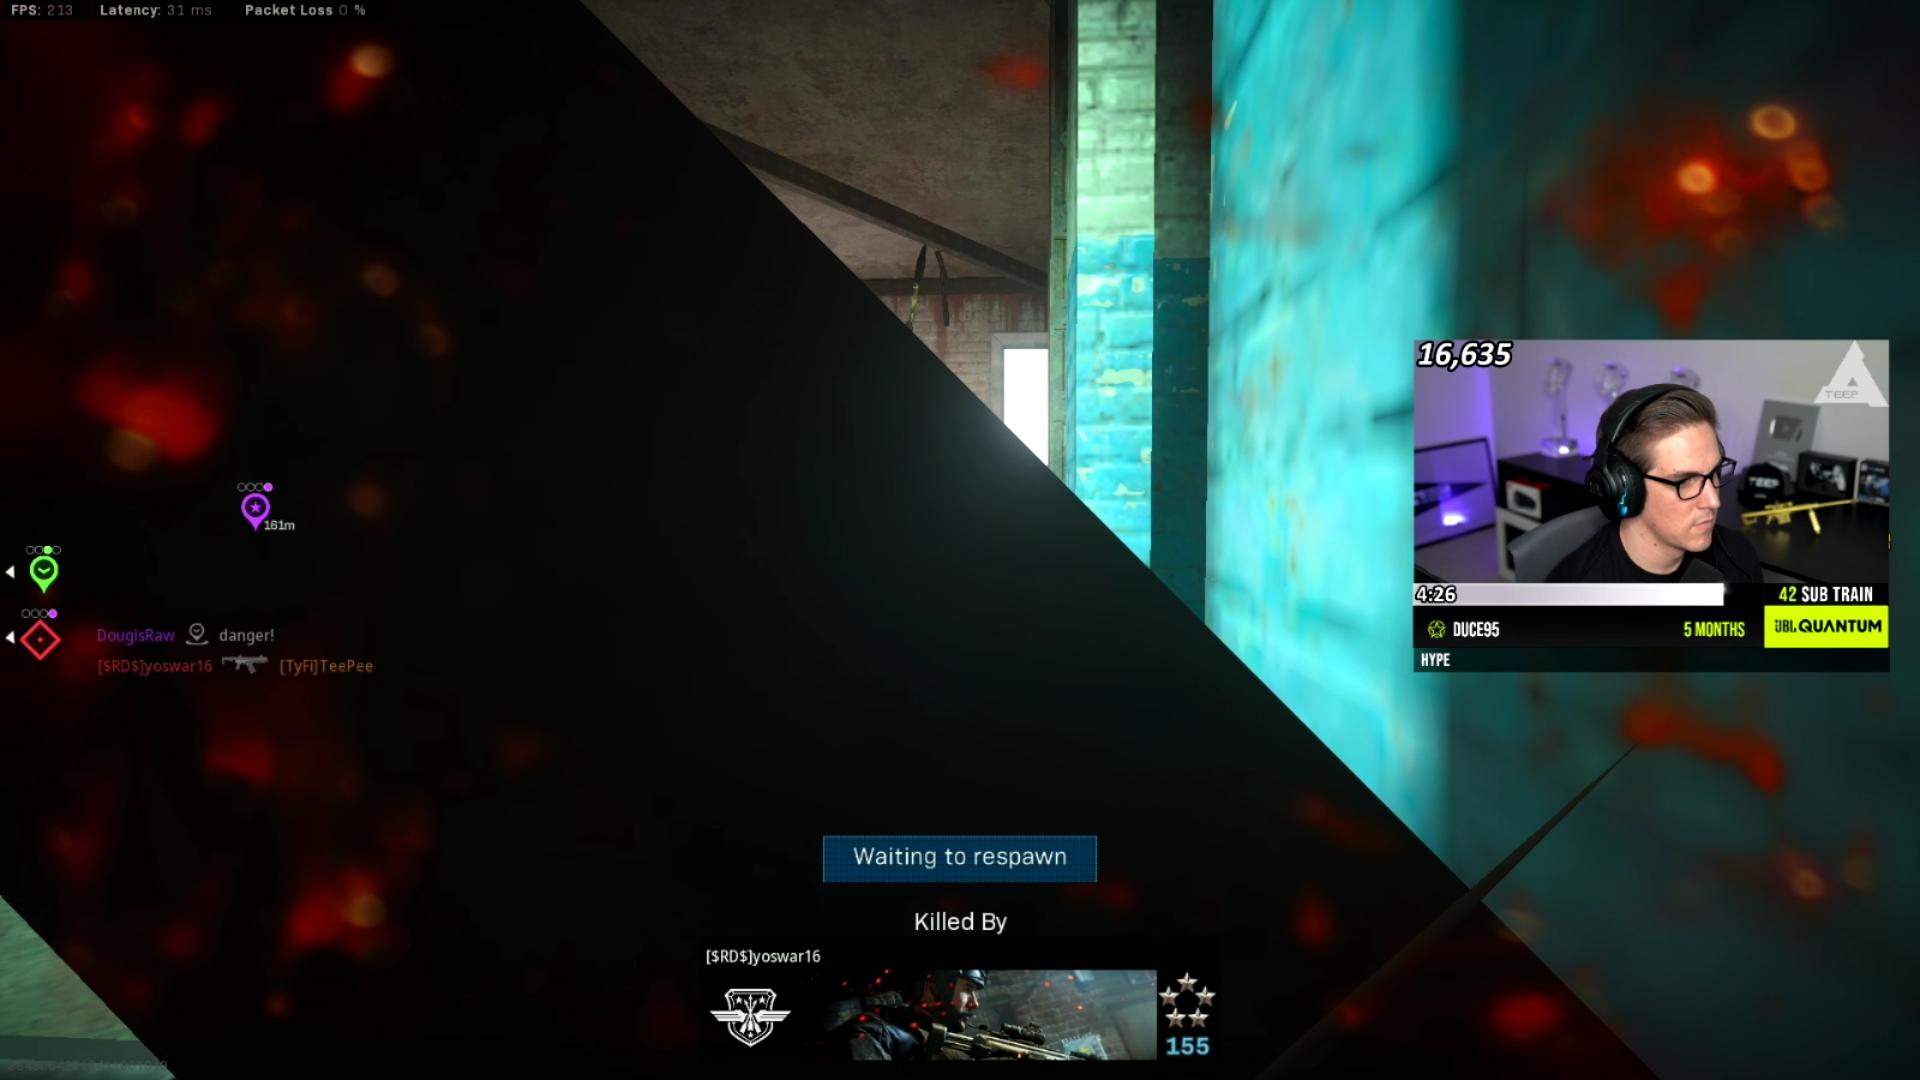 FPS: 213 Latency: 31 ms Packet Loss 0 %
16,635
TEEP
TEEP
161m
DougisRaw danger!
[$RD$]yoswar16 [TyFi]TeePee
4:26
42 SUB TRAIN
DUCE95 5 MONTHS
JBL QUANTUM
HYPE
Waiting to respawn
Killed By
[$RD$]yoswar16
155